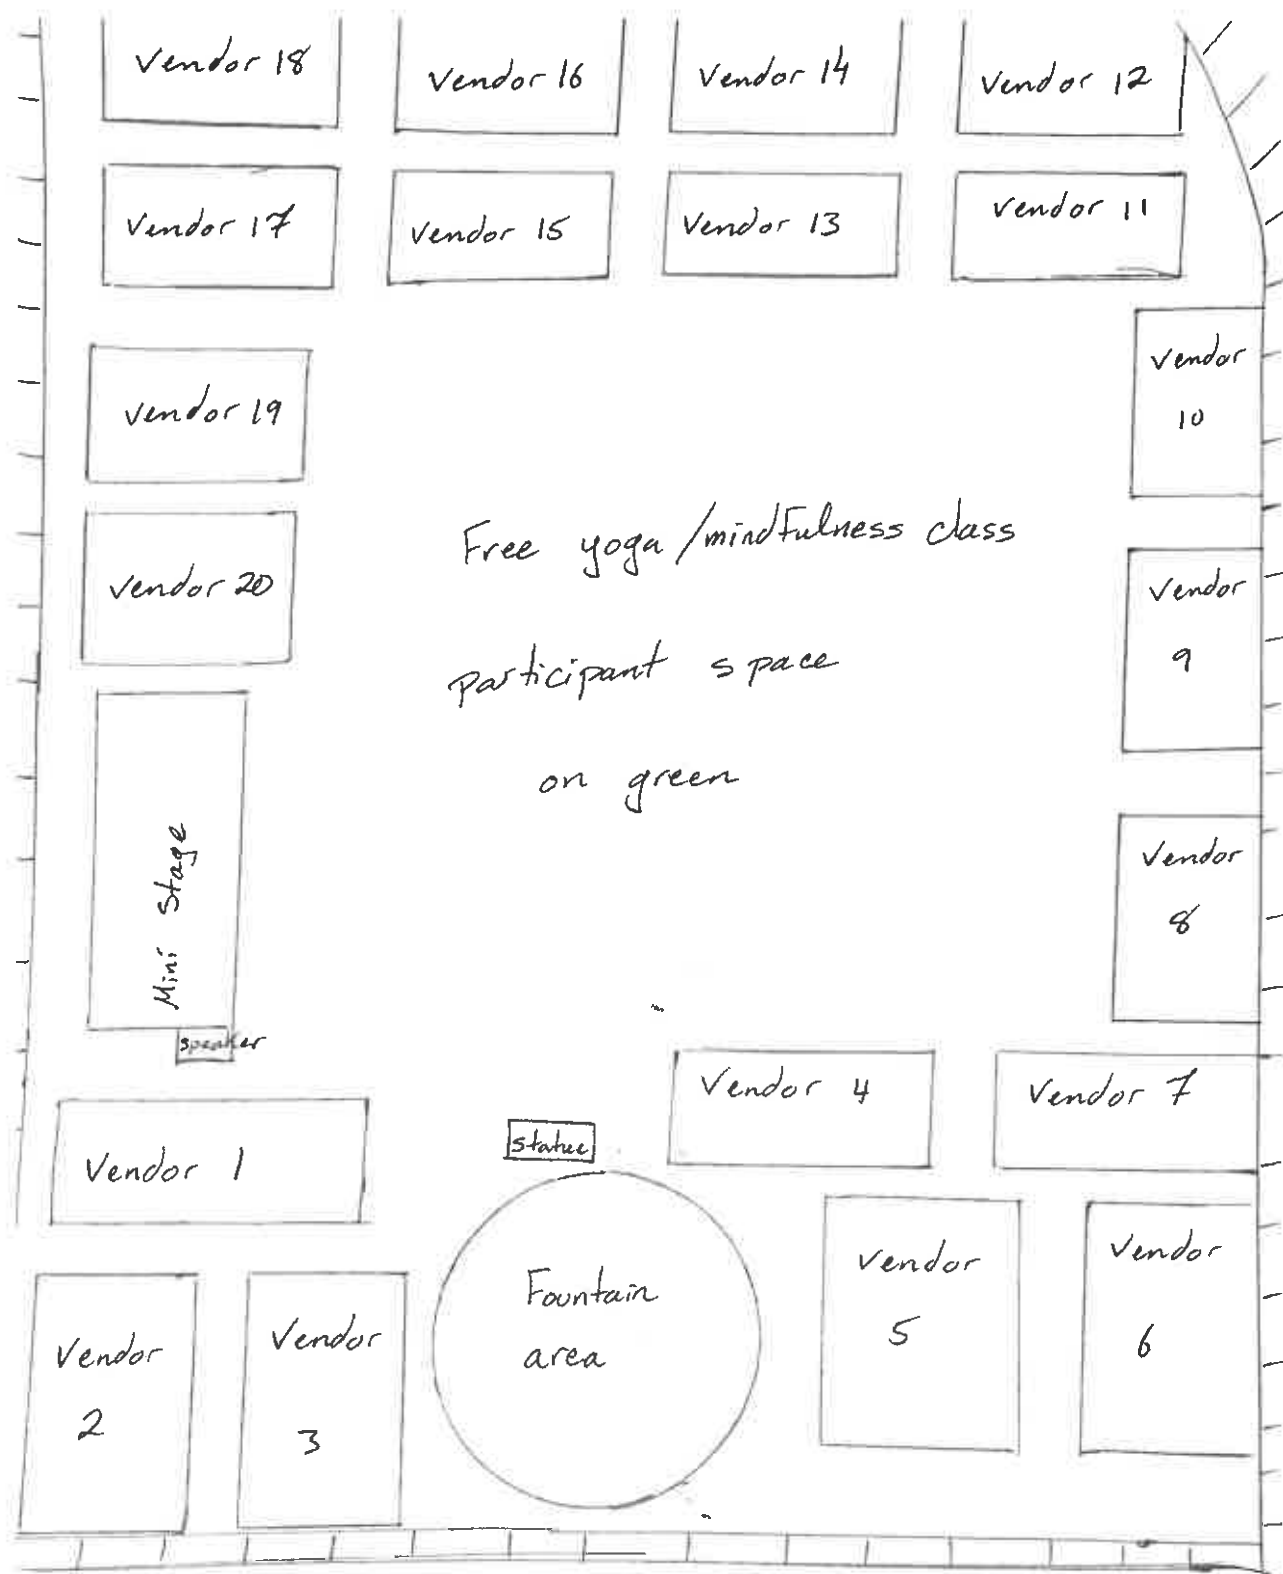 Vendor 18
Vendor 16
Vendor 14
Vendor 12
Vendor 17
Vendor 15
Vendor 13
Vendor 11
Vendor
10
Vendor 19
Free yoga/mindfulness class
Vendor 20
Vendor
9
participant space
on green
Mini Stage
Vendor
8
speaker
Vendor 4
Vendor 7
statue
Vendor 1
Fountain
area
Vendor
5
Vendor
6
Vendor
2
Vendor
3